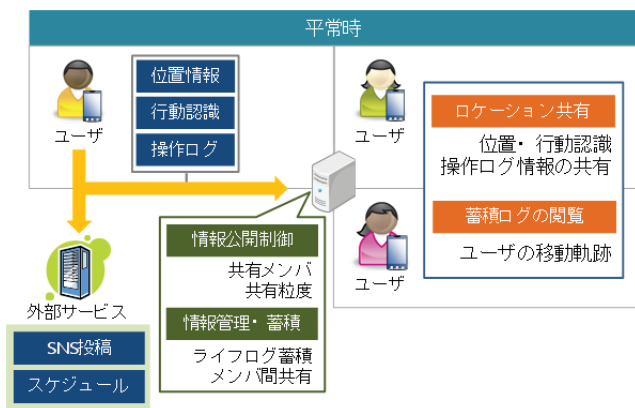 平常時
位置情報
行動認識
操作ログ
ユーザ
ユーザ
ロケーション共有
位置・行動認識
操作ログ情報の共有
蓄積ログの閲覧
ユーザの移動軌跡
ユーザ
情報公開制御
共有メンバ
共有粒度
情報管理・蓄積
ライフログ蓄積
メンバ間共有
外部サービス
SNS投稿
スケジュール